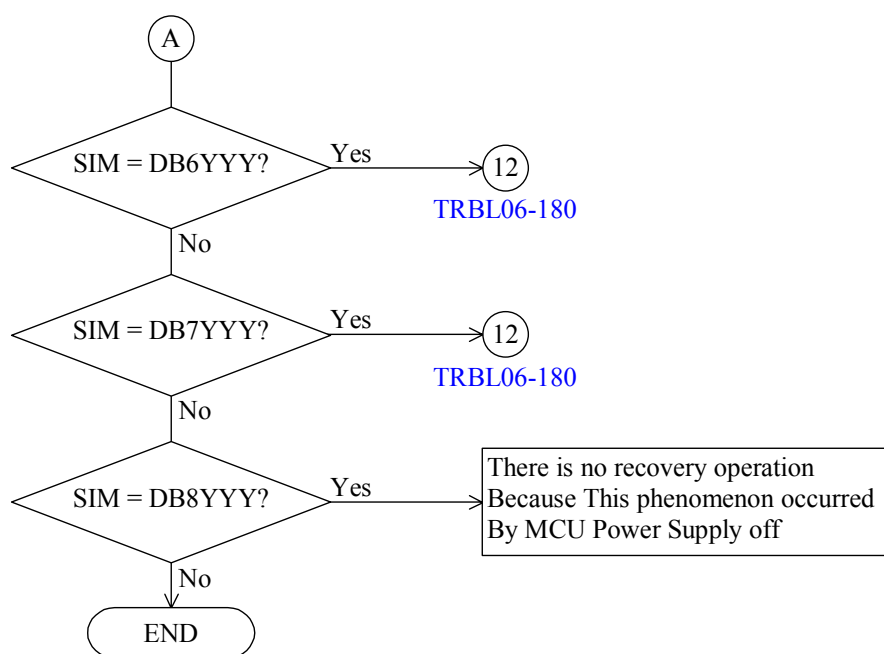 A
SIM = DB6YYY?
Yes
12
TRBL06-180
No
SIM = DB7YYY?
Yes
12
TRBL06-180
No
SIM = DB8YYY?
Yes
There is no recovery operation
Because This phenomenon occurred
By MCU Power Supply off
No
END